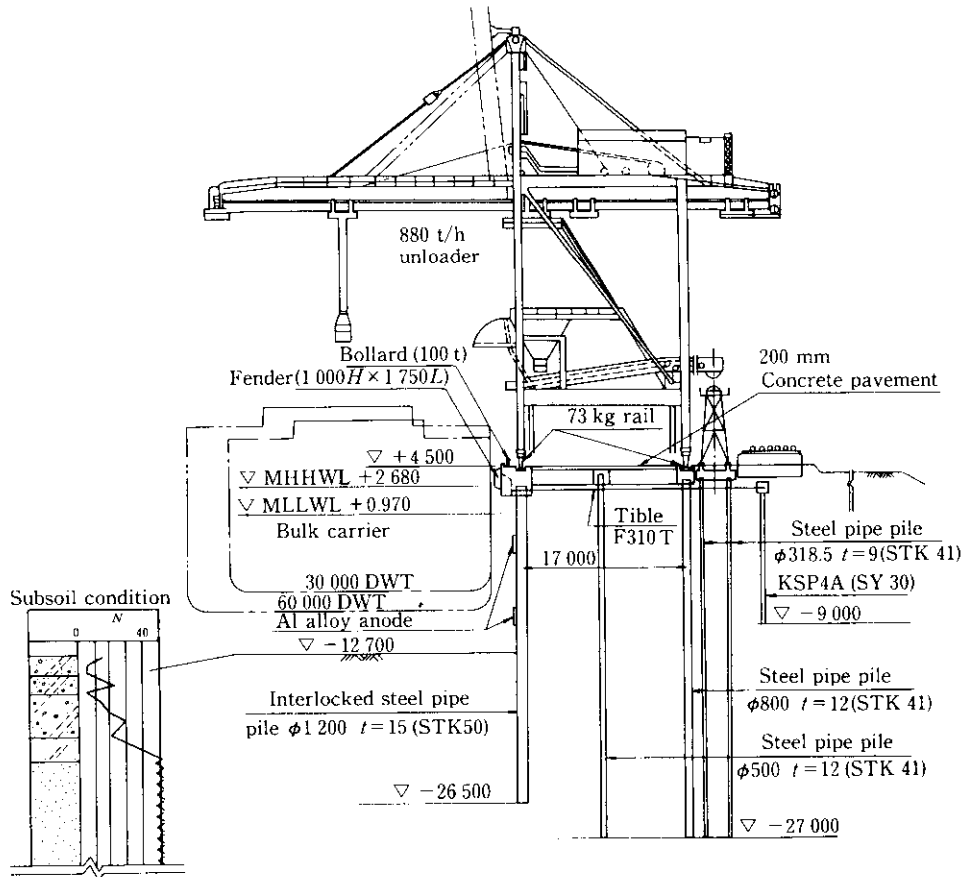 880 t/h
unloader
Bollard (100 t)
Fender(1 000H × 1 750L)
200 mm
Concrete pavement
73 kg rail
▽ +4 500
▽ MHHWL +2.680
▽ MLLWL +0.970
Bulk carrier
Tible
F310 T
17 000
Steel pipe pile
φ318.5 t=9(STK 41)
KSP4A (SY 30)
▽ −9 000
30 000 DWT
60 000 DWT
Al alloy anode
▽ −12 700
Subsoil condition
0 N 40
Interlocked steel pipe
pile φ1 200 t=15 (STK50)
Steel pipe pile
φ800 t=12(STK 41)
Steel pipe pile
φ500 t=12 (STK 41)
▽ −26 500
▽ −27 000